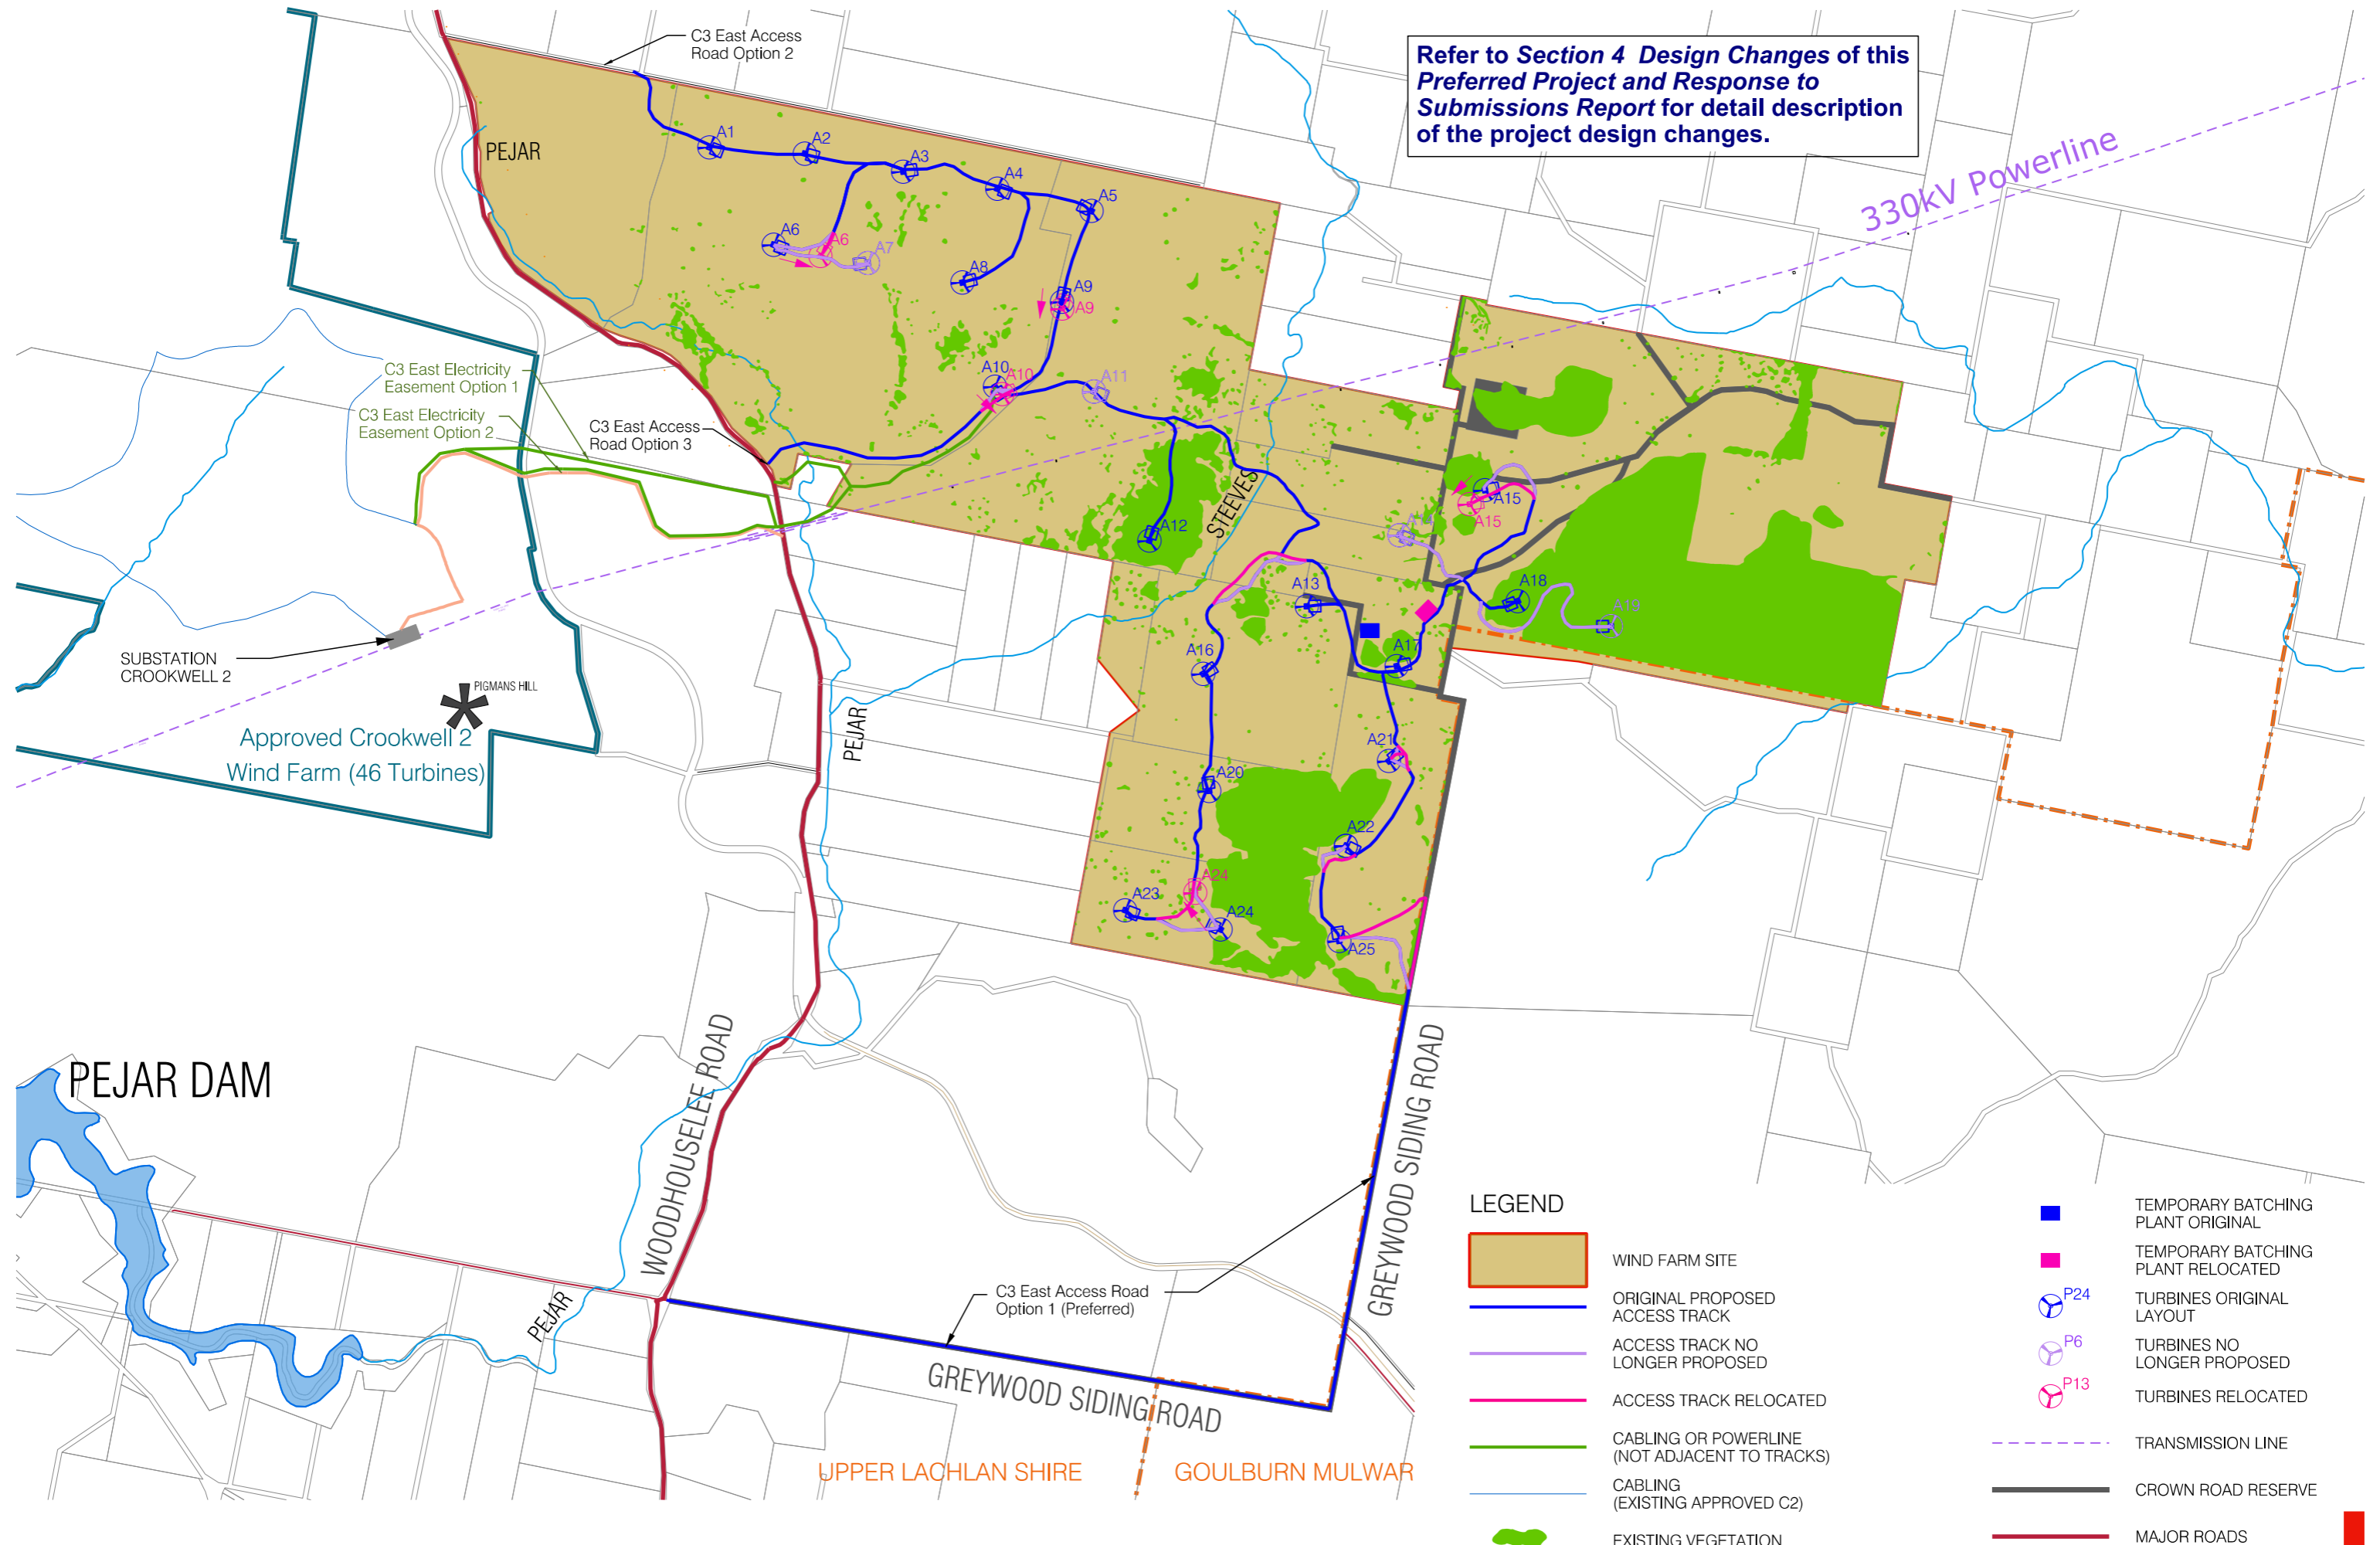 C3 East Access
Road Option 2
Refer to Section 4 Design Changes of this
Preferred Project and Response to
Submissions Report for detail description
of the project design changes.
330kV Powerline
PEJAR
A1
A2
A3
A4
A5
A6
A6
A7
A8
A9
A9
A10
A10
A11
C3 East Electricity
Easement Option 1
C3 East Electricity
Easement Option 2
C3 East Access
Road Option 3
STEEVES
A12
A13
A15
A15
A16
A17
A18
A19
SUBSTATION
CROOKWELL 2
PIGMANS HILL
Approved Crookwell 2
Wind Farm (46 Turbines)
PEJAR
A20
A21
A22
A23
A24
A24
A25
PEJAR DAM
WOODHOUSELEE ROAD
GREYWOOD SIDING ROAD
PEJAR
C3 East Access Road
Option 1 (Preferred)
GREYWOOD SIDING ROAD
UPPER LACHLAN SHIRE
GOULBURN MULWAR
LEGEND
WIND FARM SITE
ORIGINAL PROPOSED
ACCESS TRACK
ACCESS TRACK NO
LONGER PROPOSED
ACCESS TRACK RELOCATED
CABLING OR POWERLINE
(NOT ADJACENT TO TRACKS)
CABLING
(EXISTING APPROVED C2)
EXISTING VEGETATION
TEMPORARY BATCHING
PLANT ORIGINAL
TEMPORARY BATCHING
PLANT RELOCATED
P24
TURBINES ORIGINAL
LAYOUT
P6
TURBINES NO
LONGER PROPOSED
P13
TURBINES RELOCATED
TRANSMISSION LINE
CROWN ROAD RESERVE
MAJOR ROADS